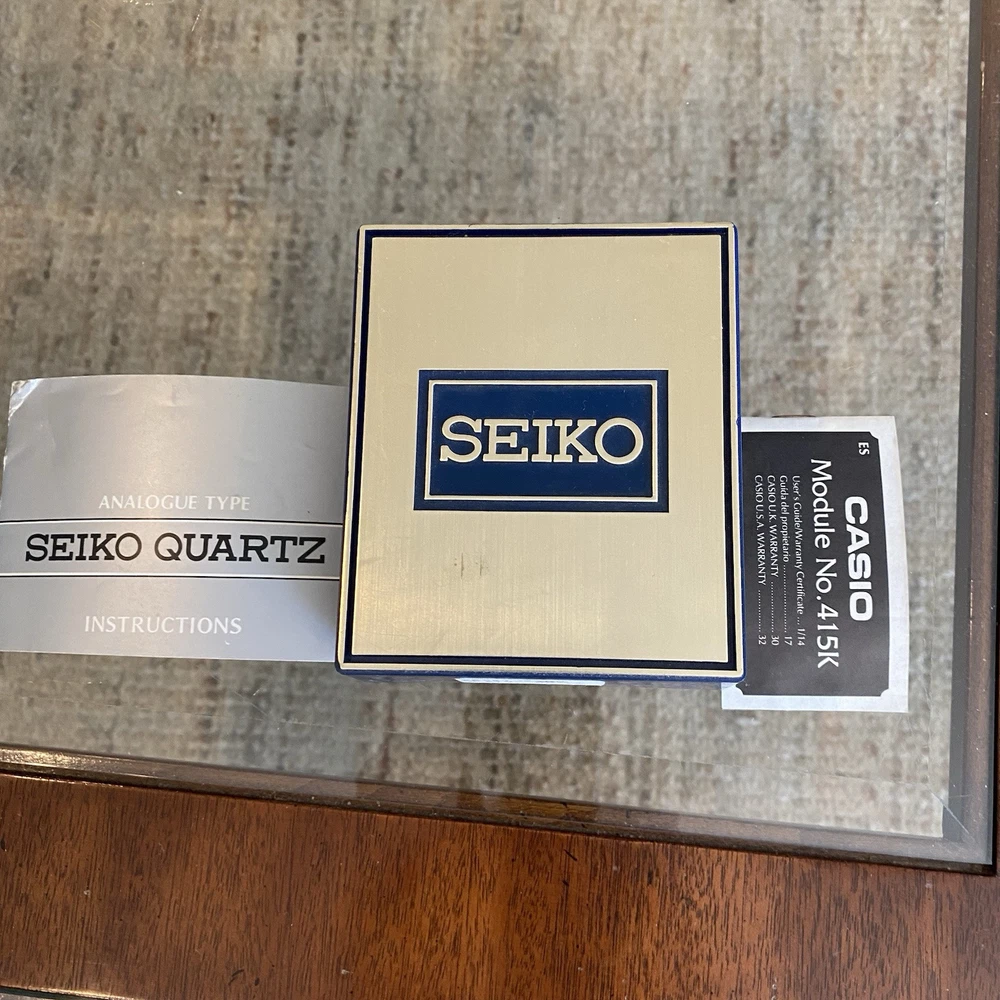 ANALOGUE TYPE
SEIKO QUARTZ
INSTRUCTIONS
SEIKO
ES
CASIO
Module No. 415K
User's Guide/Warranty Certificate ... 1/14
Guida del propietario ..................... 17
CASIO U.K. WARRANTY ............... 30
CASIO U.S.A. WARRANTY ............ 32